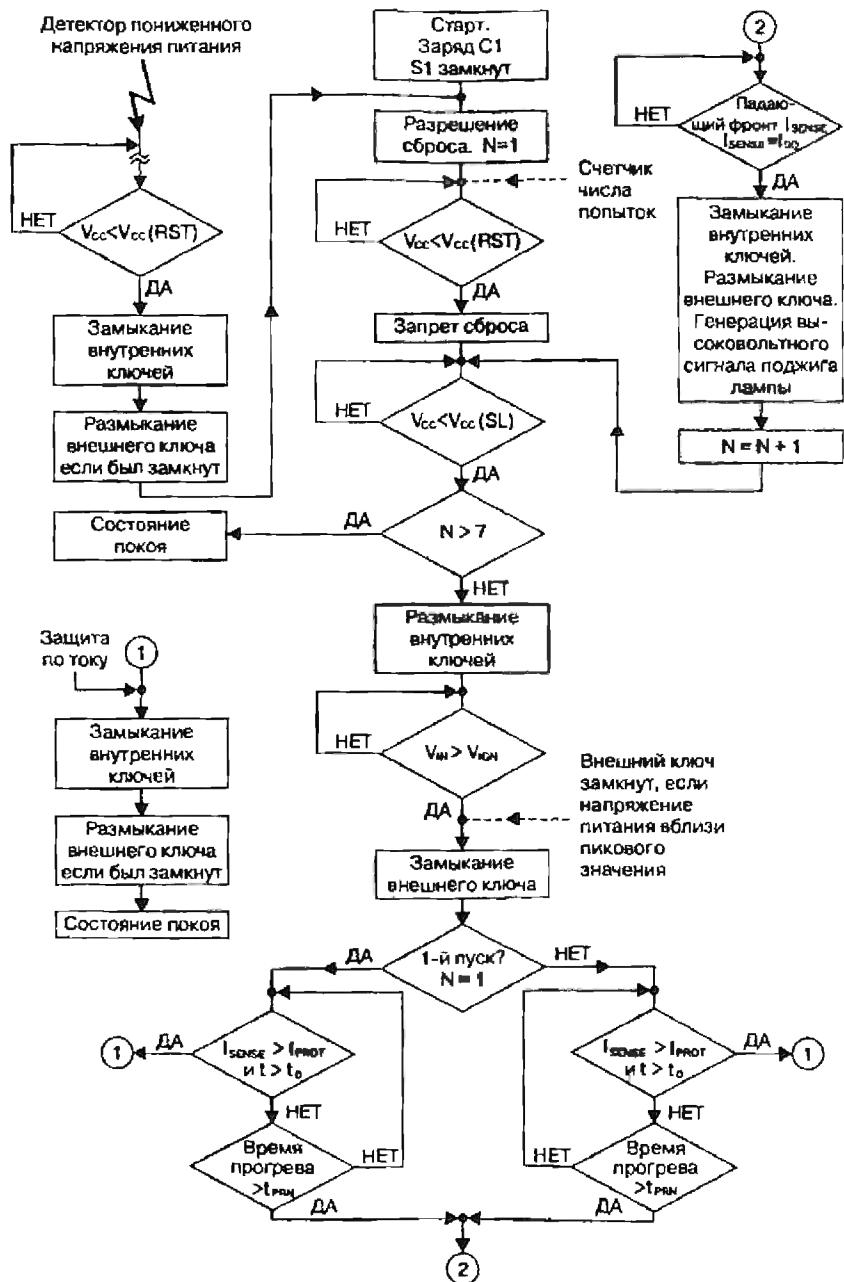 Детектор пониженного
напряжения питания
НЕТ
Vcc<Vcc(RST)
ДА
Замыкание
внутренних
ключей
Размыкание
внешнего ключа
если был замкнут
Старт.
Заряд C1
S1 замкнут
Разрешение
сброса. N=1
Счетчик
числа
попыток
НЕТ
Vcc<Vcc(RST)
ДА
Запрет сброса
НЕТ
Vcc<Vcc(SL)
ДА
N > 7
ДА
Состояние
покоя
НЕТ
Размыкание
внутренних
ключей
НЕТ
VIN > VIGN
ДА
Внешний ключ
замкнут, если
напряжение
питания вблизи
пикового
значения
Замыкание
внешнего ключа
2
НЕТ
Падаю-
щий фронт ISENSE
ДА
Замыкание
внутренних
ключей.
Размыкание
внешнего ключа.
Генерация вы-
соковольтного
сигнала поджига
лампы
N = N + 1
Защита
по току
1
Замыкание
внутренних
ключей
Размыкание
внешнего ключа
если был замкнут
Состояние покоя
ДА
1-й пуск?
N = 1
НЕТ
1
ДА
ISENSE > IPROT
и t > t0
НЕТ
Время
прогрева
>tPRN
НЕТ
ДА
ISENSE > IPROT
и t > t0
ДА
1
НЕТ
НЕТ
Время
прогрева
>tPRN
ДА
2